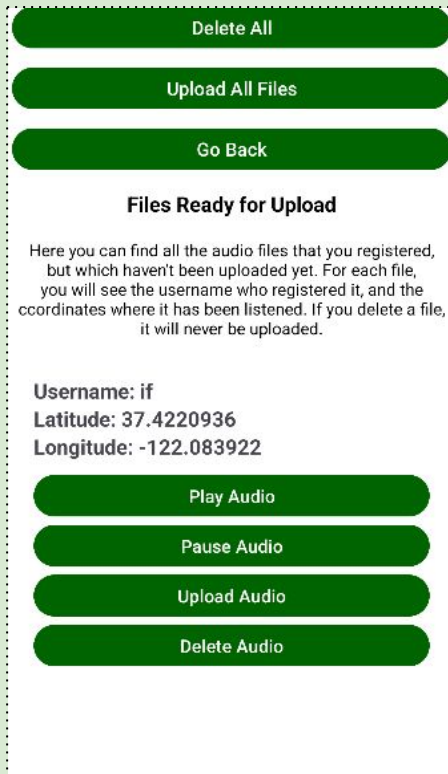 Delete All
Upload All Files
Go Back
Files Ready for Upload
Here you can find all the audio files that you registered,
but which haven't been uploaded yet. For each file,
you will see the username who registered it, and the
ccordinates where it has been listened. If you delete a file,
it will never be uploaded.
Username: if
Latitude: 37.4220936
Longitude: -122.083922
Play Audio
Pause Audio
Upload Audio
Delete Audio